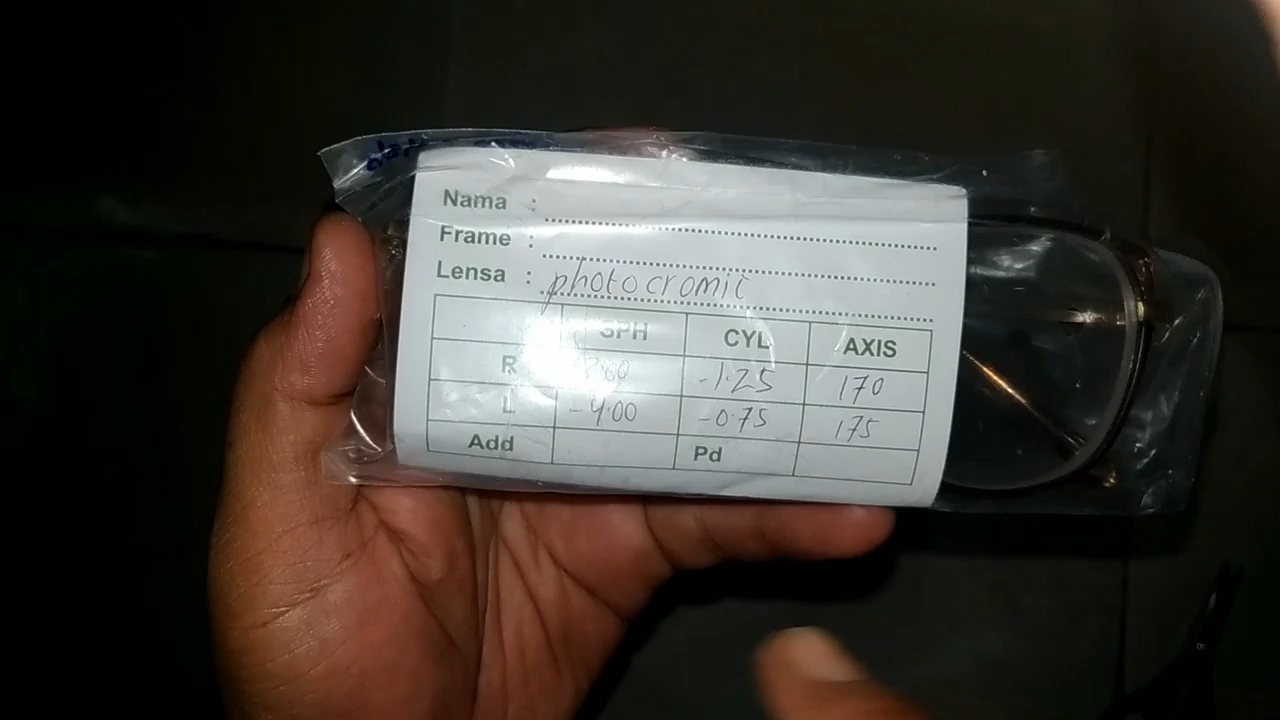 Nama :
Frame :
Lensa : photocromic
SPH CYL AXIS
R -1.25 170
L -4.00 -0.75 175
Add Pd